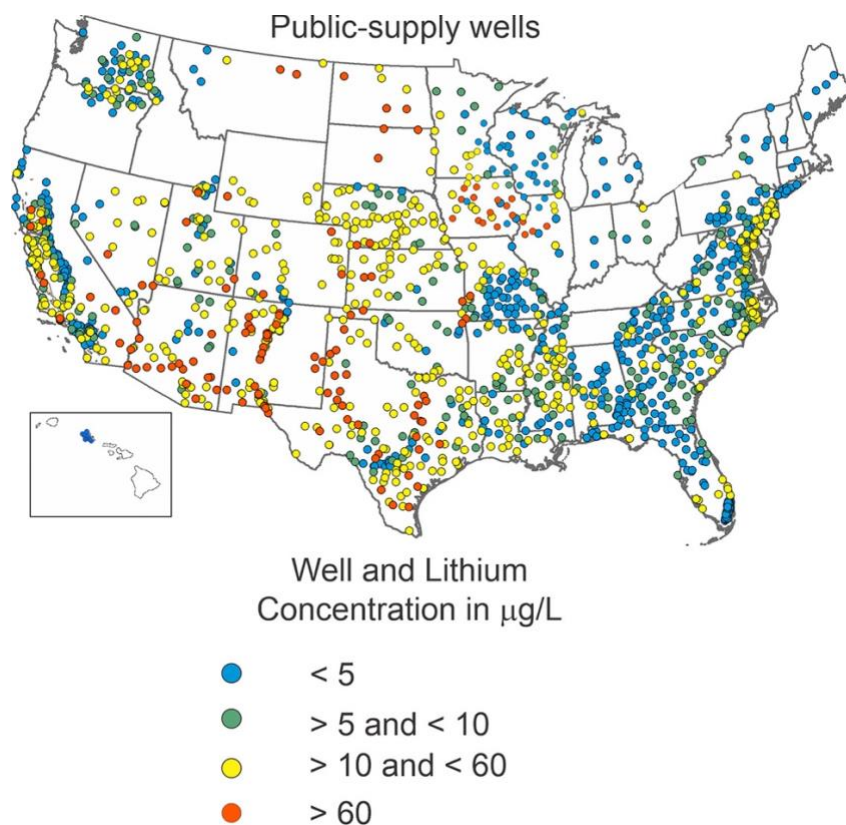 Public-supply wells
Well and Lithium
Concentration in μg/L
< 5
> 5 and < 10
> 10 and < 60
> 60